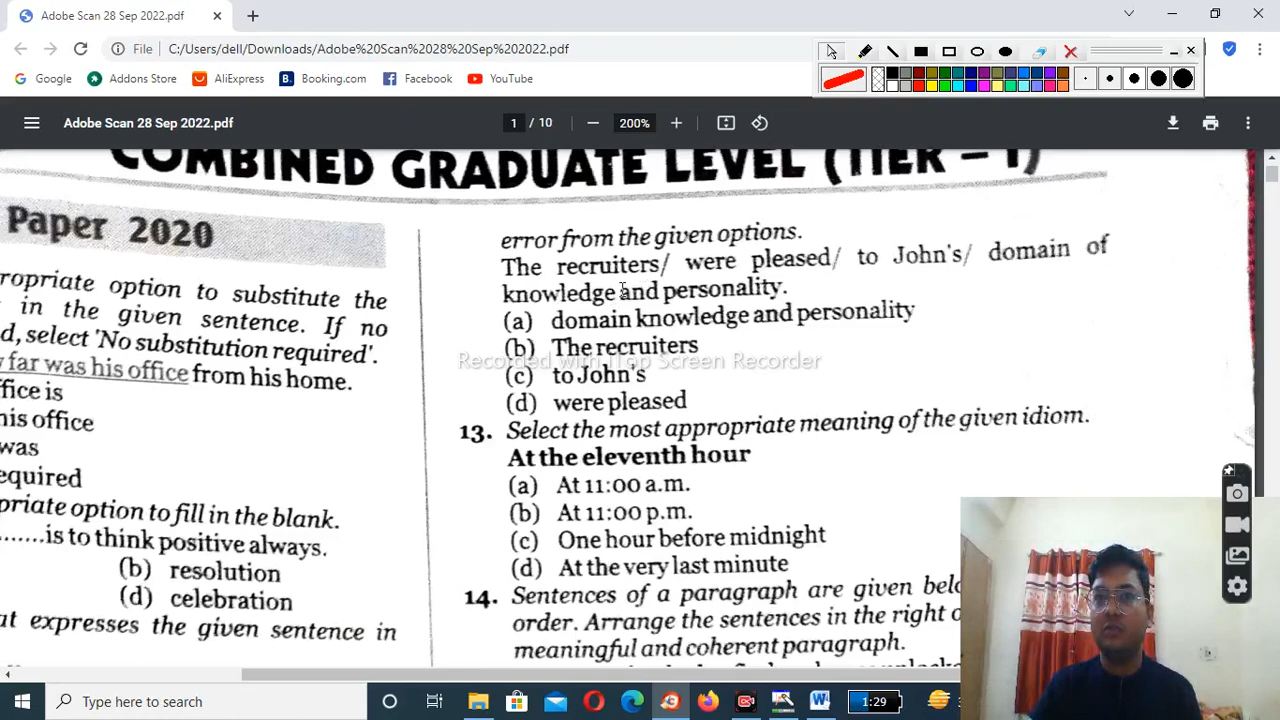 Adobe Scan 28 Sep 2022.pdf
File C:/Users/dell/Downloads/Adobe%20Scan%2028%20Sep%202022.pdf
Google Addons Store AliExpress Booking.com Facebook YouTube
Adobe Scan 28 Sep 2022.pdf 1 / 10 200%
COMBINED GRADUATE LEVEL (TIER – I)
Paper 2020
ropriate option to substitute the
in the given sentence. If no
d, select 'No substitution required'.
far was his office from his home.
ffice is
his office
was
equired
priate option to fill in the blank.
.......is to think positive always.
(b) resolution
(d) celebration
at expresses the given sentence in
error from the given options.
The recruiters/ were pleased/ to John's/ domain of
knowledge and personality.
(a) domain knowledge and personality
(b) The recruiters
(c) to John's
(d) were pleased
Recorded with iTop Screen Recorder
13. Select the most appropriate meaning of the given idiom.
At the eleventh hour
(a) At 11:00 a.m.
(b) At 11:00 p.m.
(c) One hour before midnight
(d) At the very last minute
14. Sentences of a paragraph are given
order. Arrange the sentences in the right
meaningful and coherent paragraph.
Type here to search
1:29